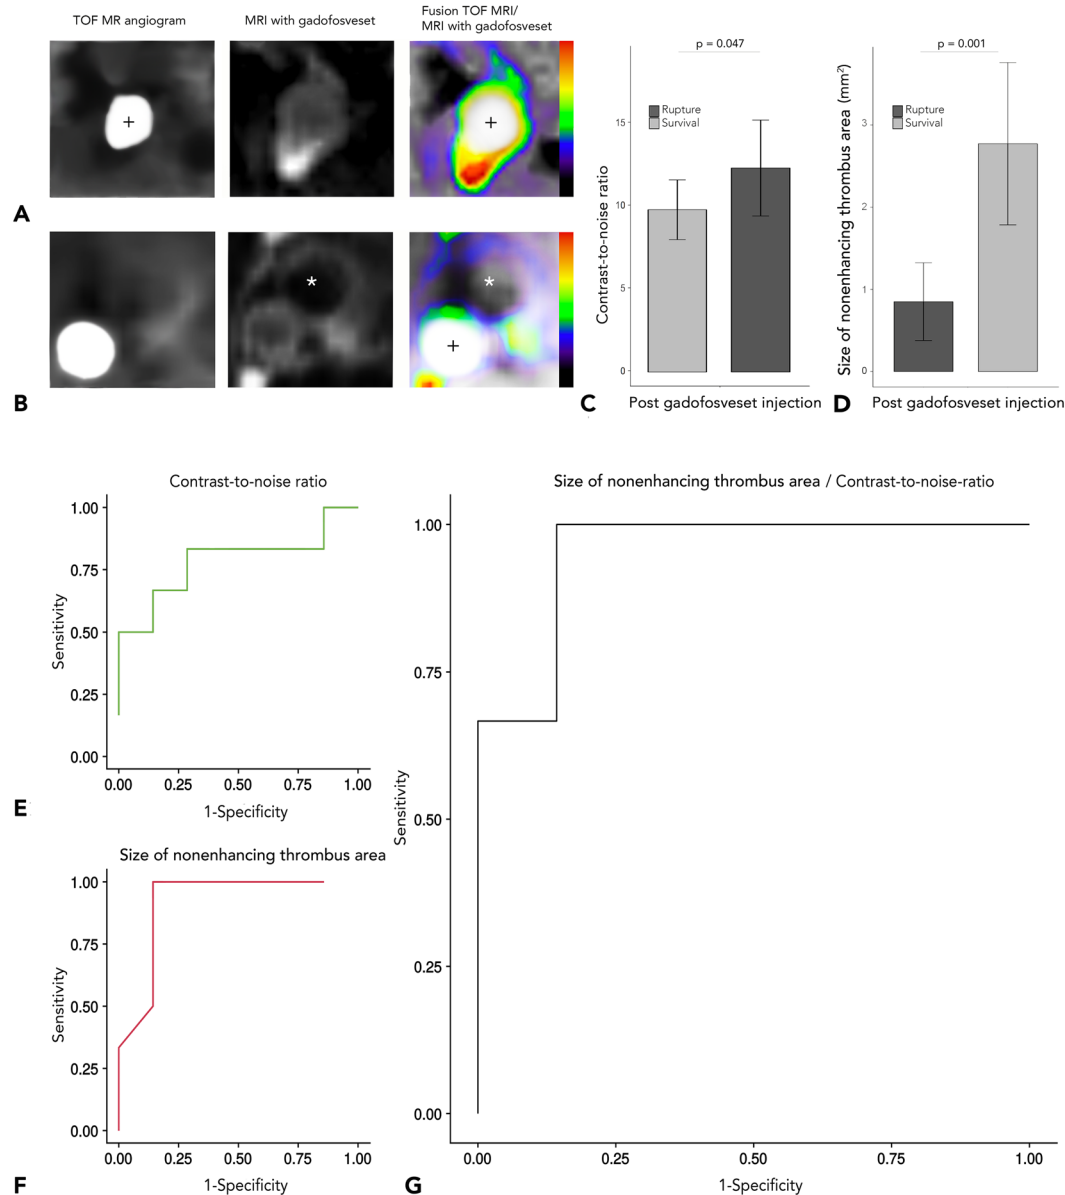 TOF MR angiogram
MRI with gadofosveset
Fusion TOF MRI/
MRI with gadofosveset
+
+
A
*
*
+
B
p = 0.047
Rupture
Survival
Contrast-to-noise ratio
15
10
5
0
C
Post gadofosveset injection
p = 0.001
Rupture
Survival
Size of nonenhancing thrombus area (mm²)
3
2
1
0
D
Post gadofosveset injection
Contrast-to-noise ratio
1.00
0.75
0.50
0.25
0.00
Sensitivity
0.00 0.25 0.50 0.75 1.00
1-Specificity
E
Size of nonenhancing thrombus area
1.00
0.75
0.50
0.25
0.00
Sensitivity
0.00 0.25 0.50 0.75 1.00
1-Specificity
F
Size of nonenhancing thrombus area / Contrast-to-noise-ratio
1.00
0.75
0.50
0.25
0.00
Sensitivity
0.00 0.25 0.50 0.75 1.00
1-Specificity
G